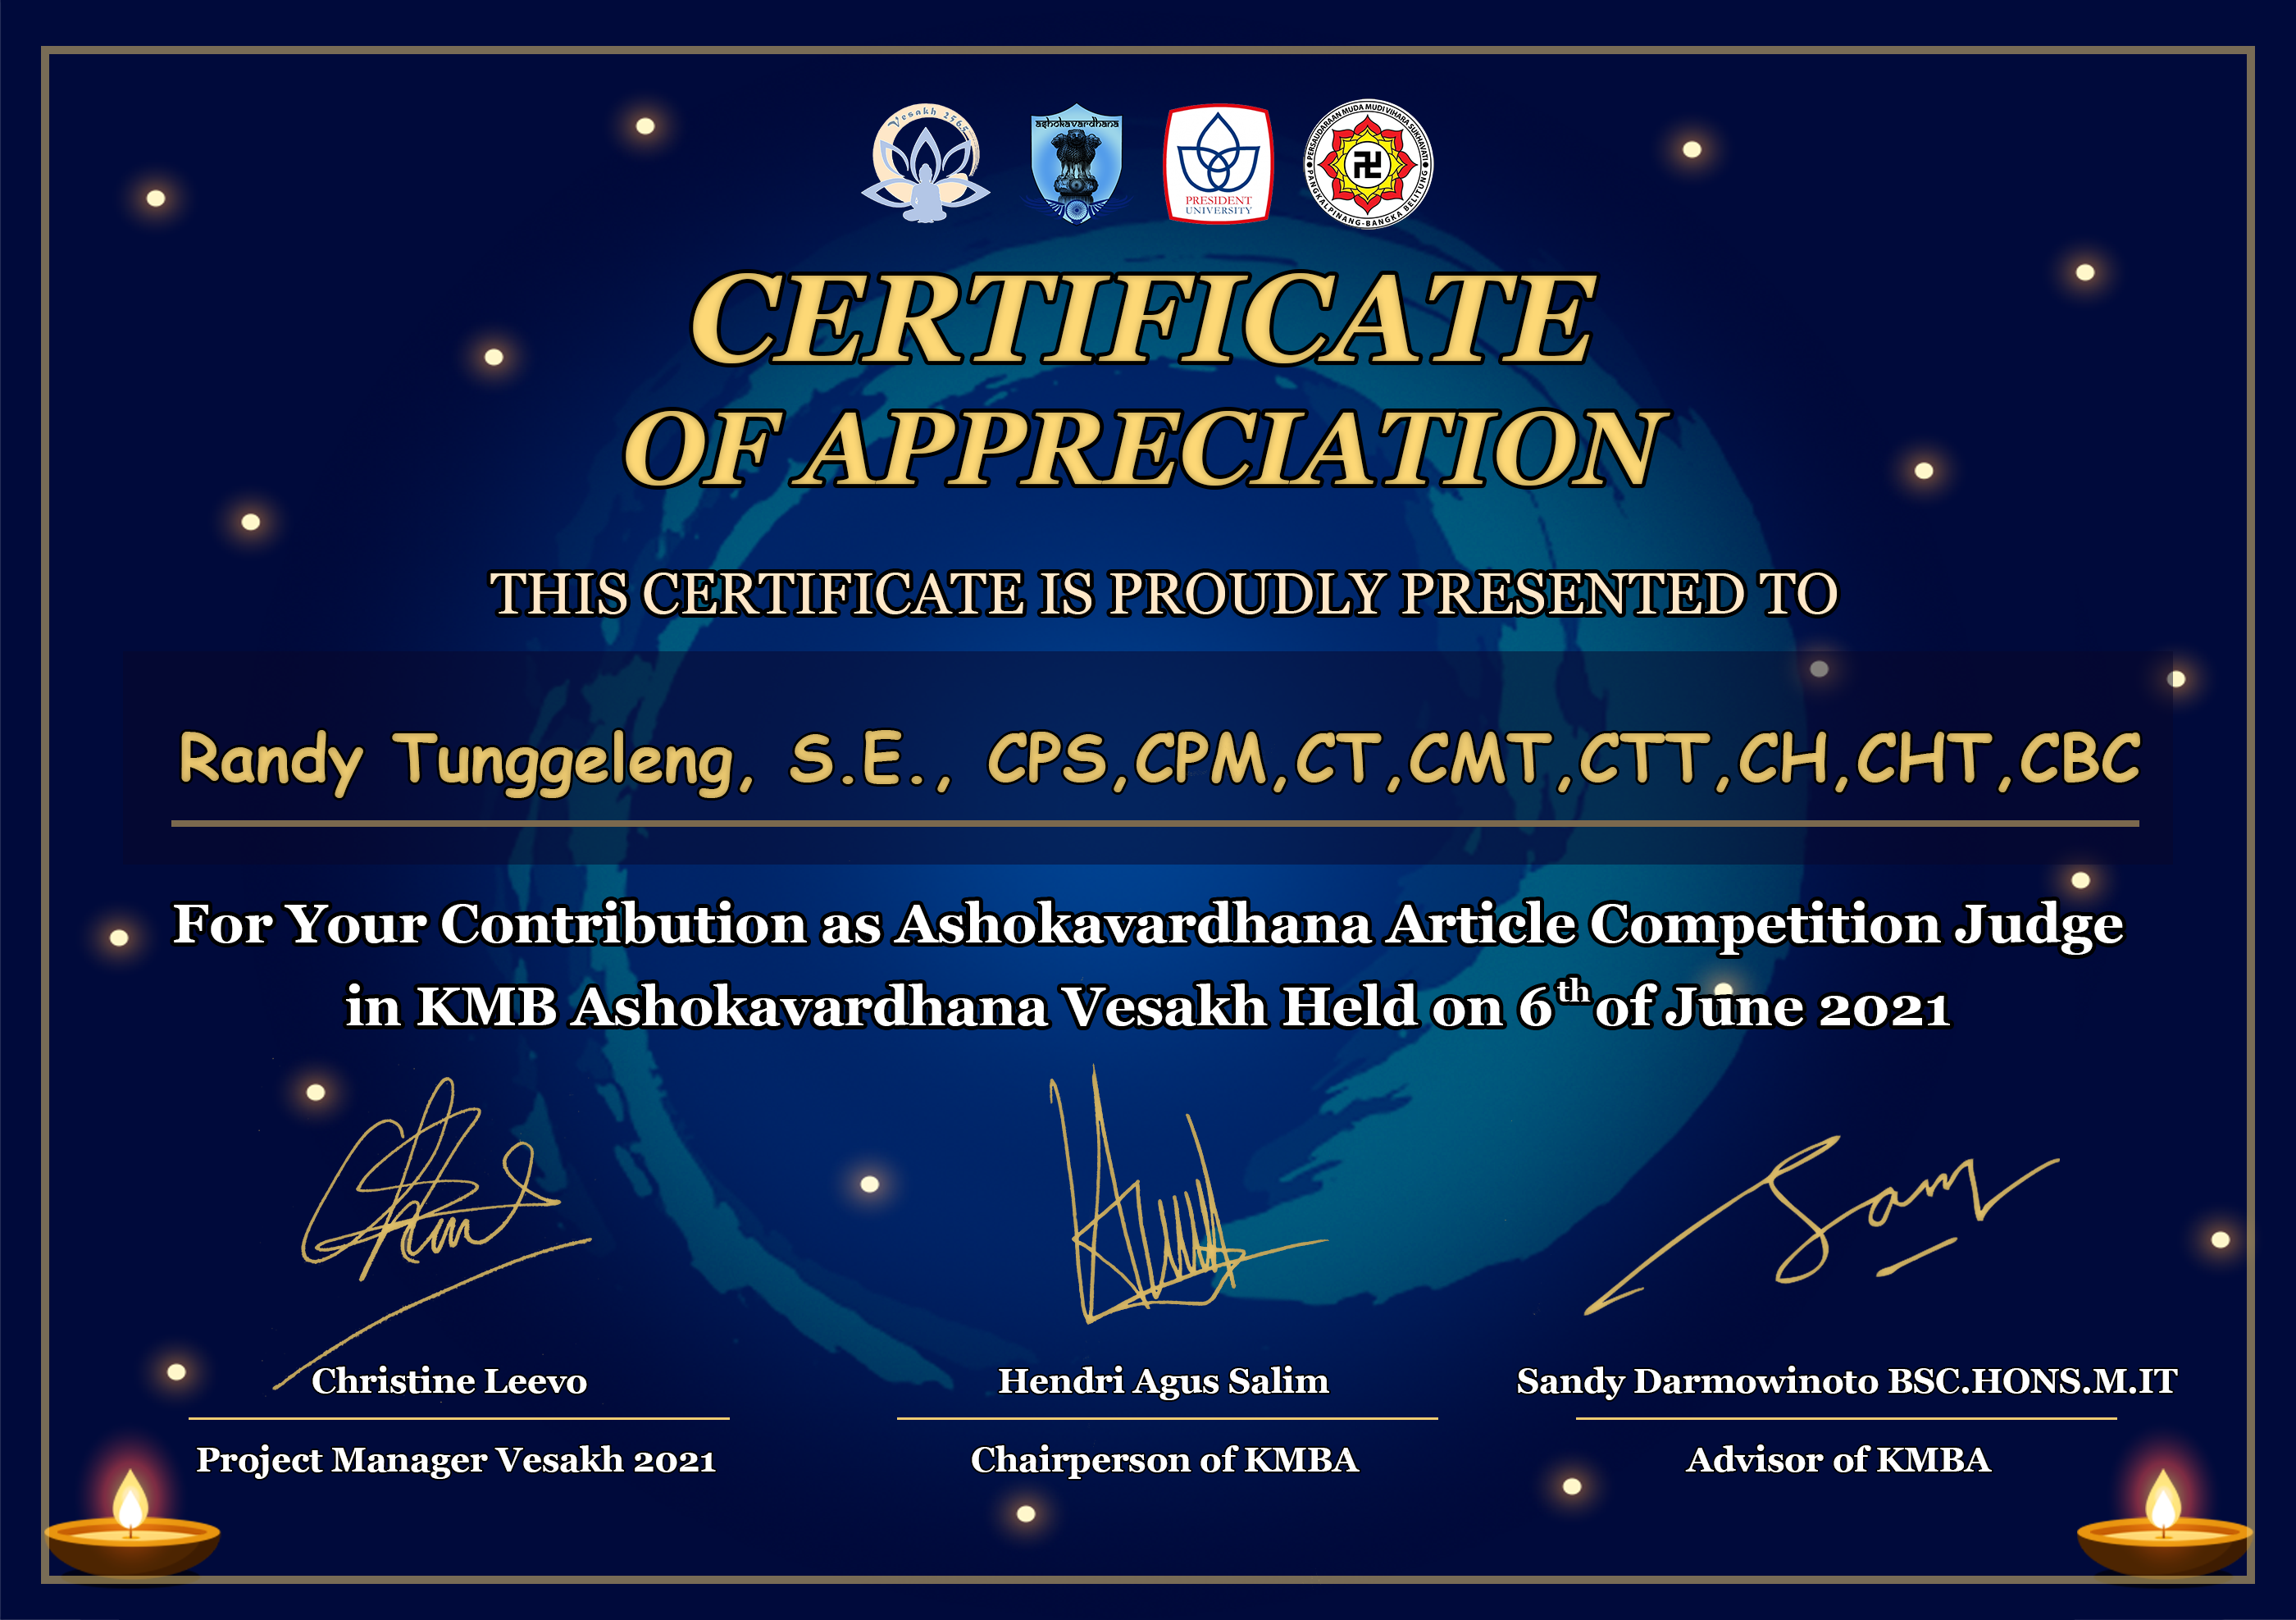 Vesakh 2565
ashokavardhana
PRESIDENT
UNIVERSITY
PERSAUDARAAN MUDA MUDI VIHARA SUKHAVATI
PANGKALPINANG-BANGKA BELITUNG
CERTIFICATE
OF APPRECIATION
THIS CERTIFICATE IS PROUDLY PRESENTED TO
Randy Tunggeleng, S.E., CPS,CPM,CT,CMT,CTT,CH,CHT,CBC
For Your Contribution as Ashokavardhana Article Competition Judge
in KMB Ashokavardhana Vesakh Held on 6th of June 2021
Sam
Christine Leevo
Hendri Agus Salim
Sandy Darmowinoto BSC.HONS.M.IT
Project Manager Vesakh 2021
Chairperson of KMBA
Advisor of KMBA